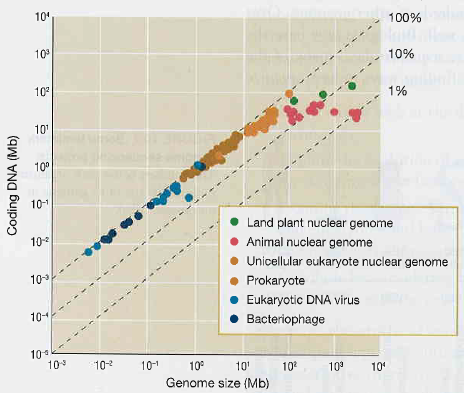 10⁴
10³
10²
10¹
10⁰
10⁻¹
10⁻²
10⁻³
10⁻⁴
10⁻⁵
Coding DNA (Mb)
100%
10%
1%
Land plant nuclear genome
Animal nuclear genome
Unicellular eukaryote nuclear genome
Prokaryote
Eukaryotic DNA virus
Bacteriophage
10⁻³ 10⁻² 10⁻¹ 10⁰ 10¹ 10² 10³ 10⁴
Genome size (Mb)